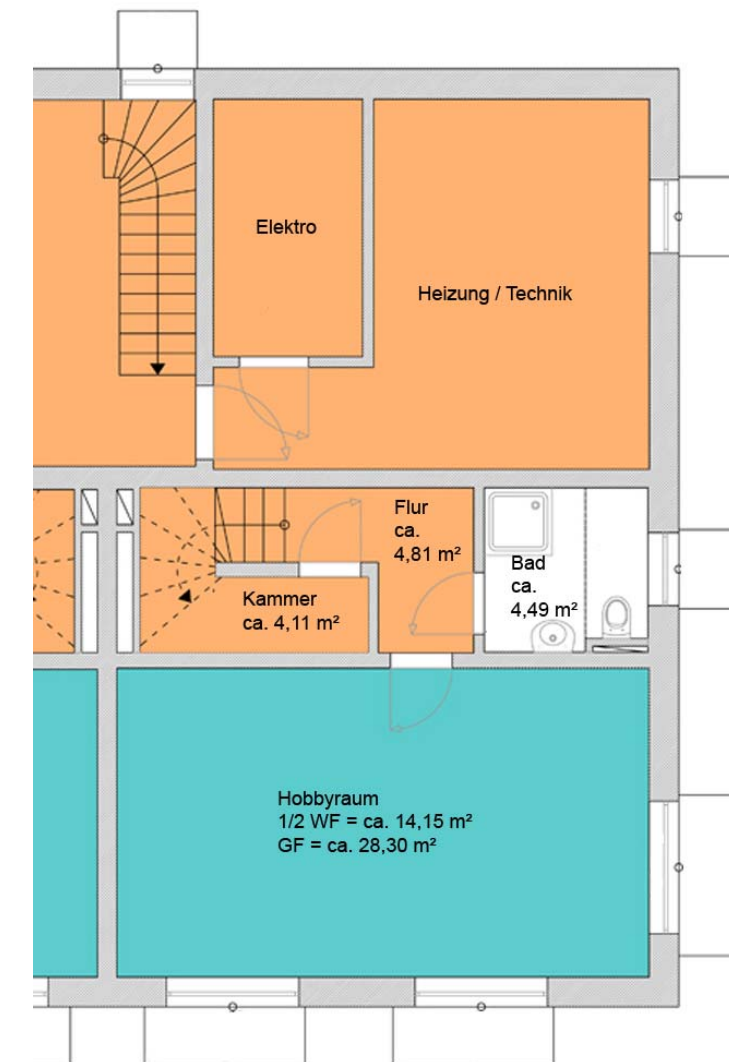 Elektro
Heizung / Technik
Flur
ca.
4,81 m²
Bad
ca.
4,49 m²
Kammer
ca. 4,11 m²
Hobbyraum
1/2 WF = ca. 14,15 m²
GF = ca. 28,30 m²